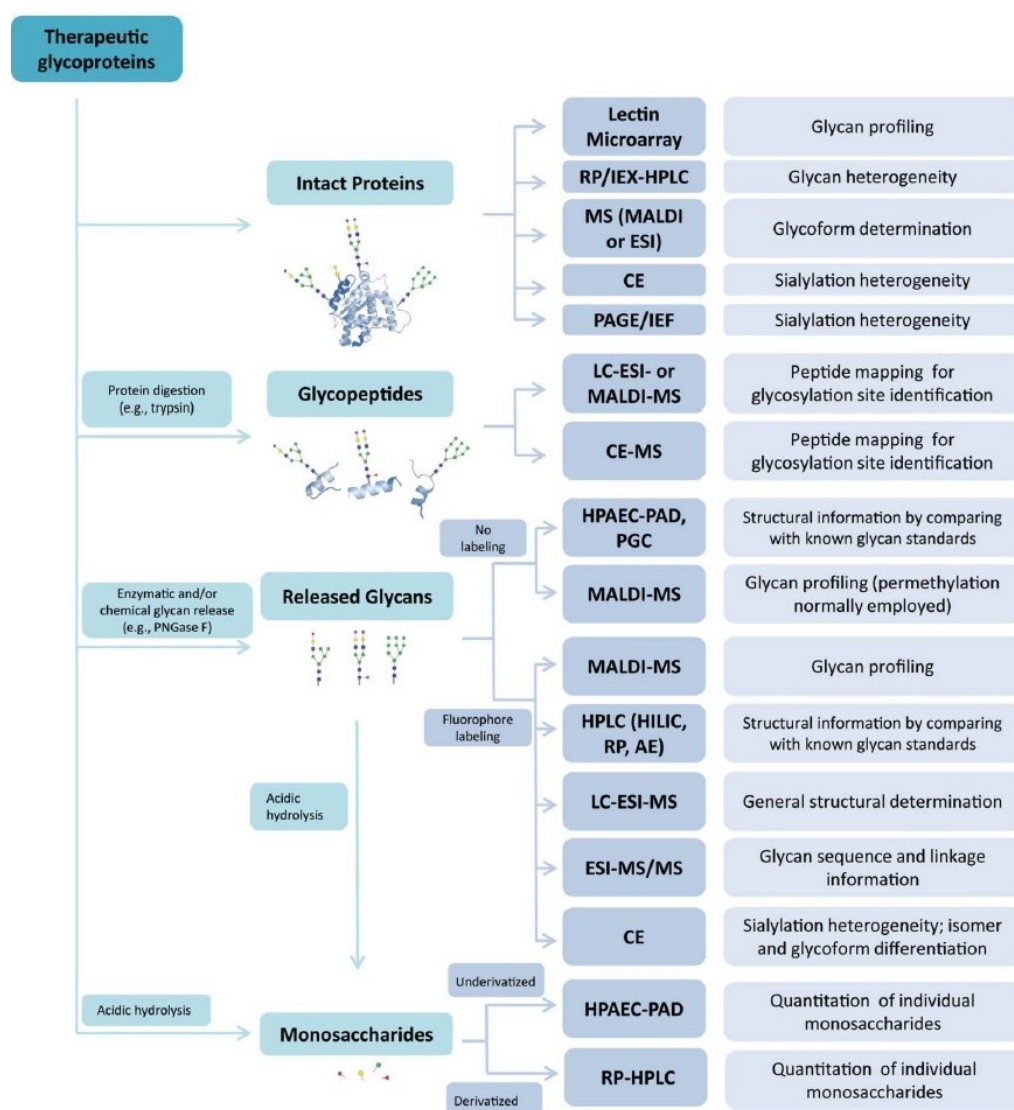 Therapeutic
glycoproteins
Intact Proteins
Lectin
Microarray
Glycan profiling
RP/IEX-HPLC
Glycan heterogeneity
MS (MALDI
or ESI)
Glycoform determination
CE
Sialylation heterogeneity
PAGE/IEF
Sialylation heterogeneity
Protein digestion
(e.g., trypsin)
Glycopeptides
LC-ESI- or
MALDI-MS
Peptide mapping for
glycosylation site identification
CE-MS
Peptide mapping for
glycosylation site identification
Enzymatic and/or
chemical glycan release
(e.g., PNGase F)
Released Glycans
No
labeling
HPAEC-PAD,
PGC
Structural information by comparing
with known glycan standards
MALDI-MS
Glycan profiling (permethylation
normally employed)
Fluorophore
labeling
MALDI-MS
Glycan profiling
HPLC (HILIC,
RP, AE)
Structural information by comparing
with known glycan standards
LC-ESI-MS
General structural determination
ESI-MS/MS
Glycan sequence and linkage
information
CE
Sialylation heterogeneity; isomer
and glycoform differentiation
Acidic
hydrolysis
Acidic hydrolysis
Monosaccharides
Underivatized
HPAEC-PAD
Quantitation of individual
monosaccharides
Derivatized
RP-HPLC
Quantitation of individual
monosaccharides